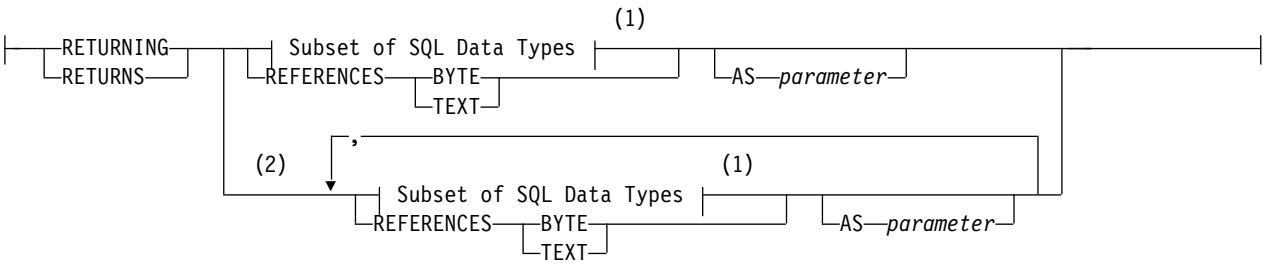 (1)
RETURNING Subset of SQL Data Types
RETURNS REFERENCES BYTE AS parameter
TEXT
,
(2) (1)
Subset of SQL Data Types
REFERENCES BYTE AS parameter
TEXT